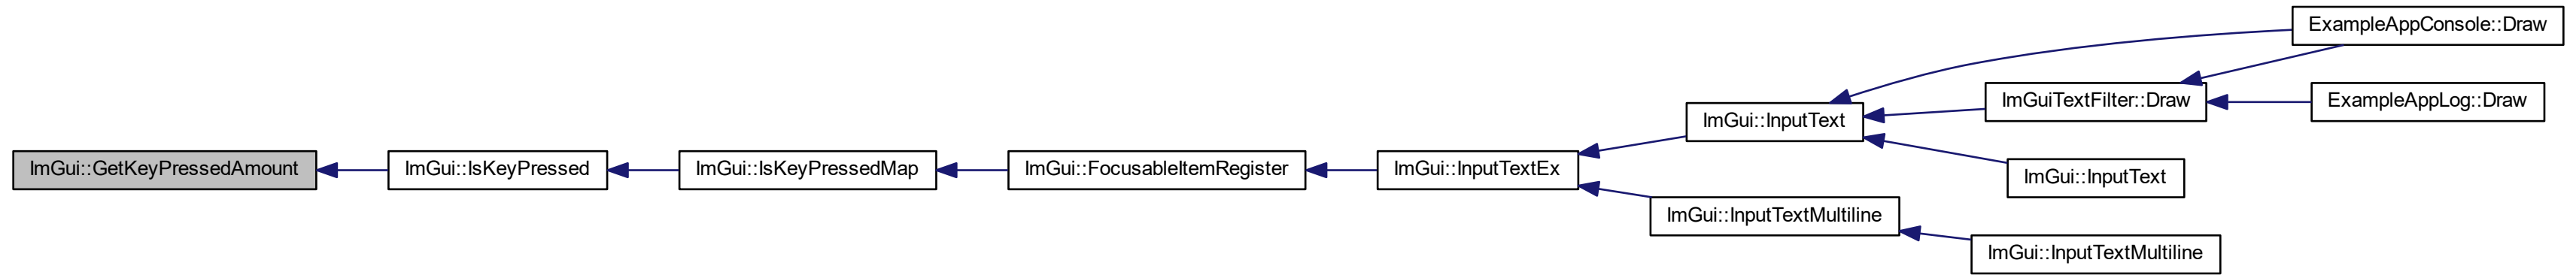 ImGui::GetKeyPressedAmount
ImGui::IsKeyPressed
ImGui::IsKeyPressedMap
ImGui::FocusableItemRegister
ImGui::InputTextEx
ImGui::InputText
ExampleAppConsole::Draw
ImGuiTextFilter::Draw
ExampleAppLog::Draw
ImGui::InputText
ImGui::InputTextMultiline
ImGui::InputTextMultiline